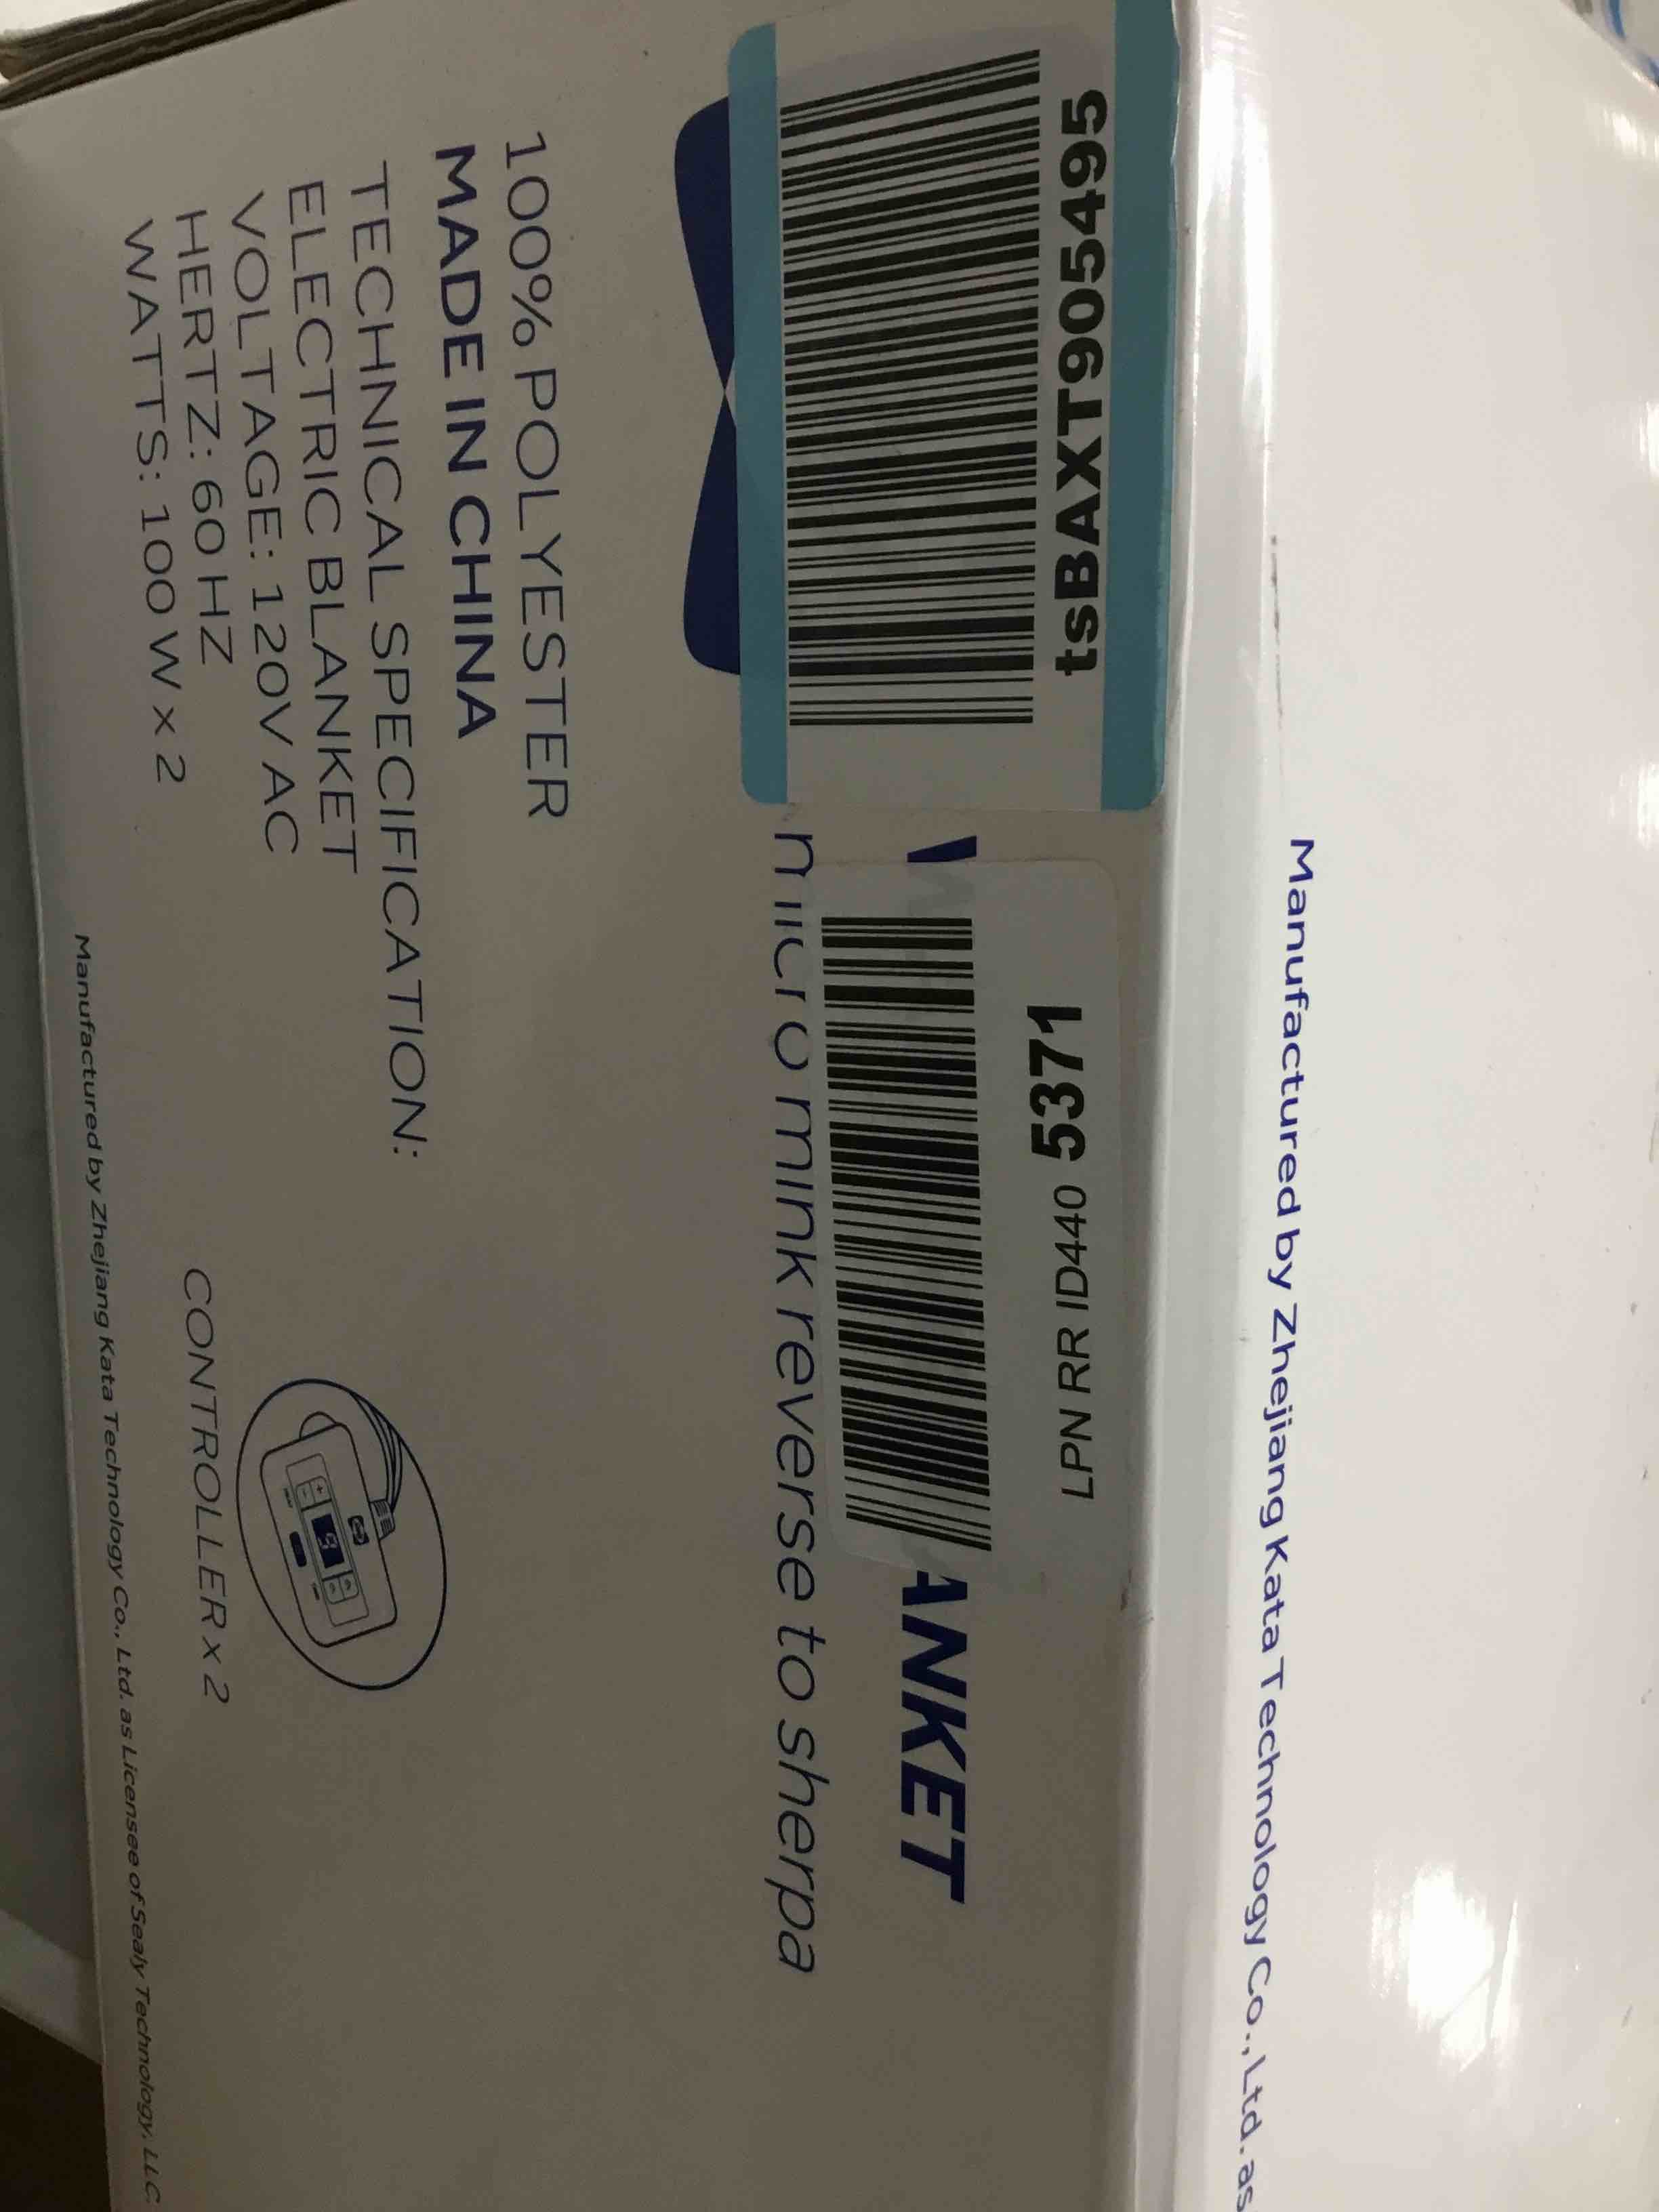 Manufactured by Zhejiang Kata Technology Co., Ltd. as
tsBAXT905495
LPN RR ID440 5371
ANKET
micro mink reverse to sherpa
100% POLYESTER
MADE IN CHINA
TECHNICAL SPECIFICATION:
ELECTRIC BLANKET
VOLTAGE: 120V AC
HERTZ: 60 HZ
WATTS: 100 W x 2
CONTROLLER x 2
Manufactured by Zhejiang Kata Technology Co., Ltd. as Licensee of Sealy Technology, LLC